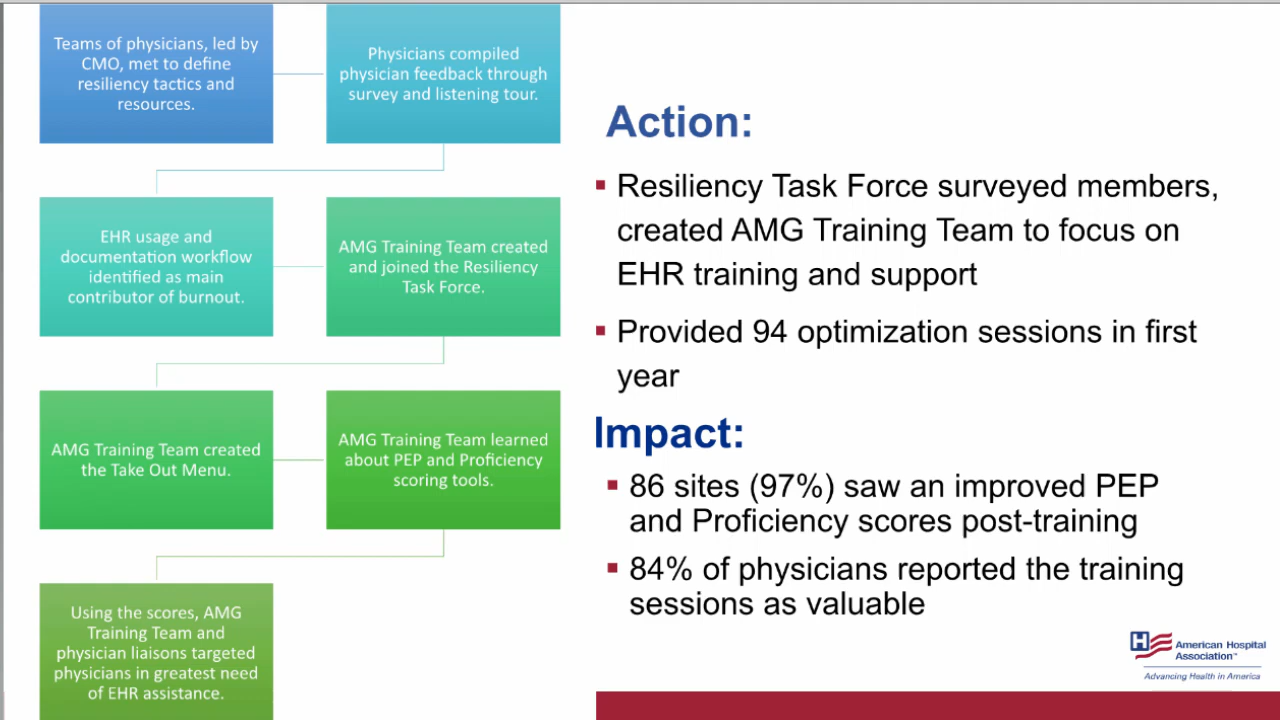 Teams of physicians, led by
CMO, met to define
resiliency tactics and
resources.
Physicians compiled
physician feedback through
survey and listening tour.
EHR usage and
documentation workflow
identified as main
contributor of burnout.
AMG Training Team created
and joined the Resiliency
Task Force.
AMG Training Team created
the Take Out Menu.
AMG Training Team learned
about PEP and Proficiency
scoring tools.
Using the scores, AMG
Training Team and
physician liaisons targeted
physicians in greatest need
of EHR assistance.
Action:
▪ Resiliency Task Force surveyed members,
created AMG Training Team to focus on
EHR training and support
▪ Provided 94 optimization sessions in first
year
Impact:
▪ 86 sites (97%) saw an improved PEP
and Proficiency scores post-training
▪ 84% of physicians reported the training
sessions as valuable
H American Hospital
Association™
Advancing Health in America